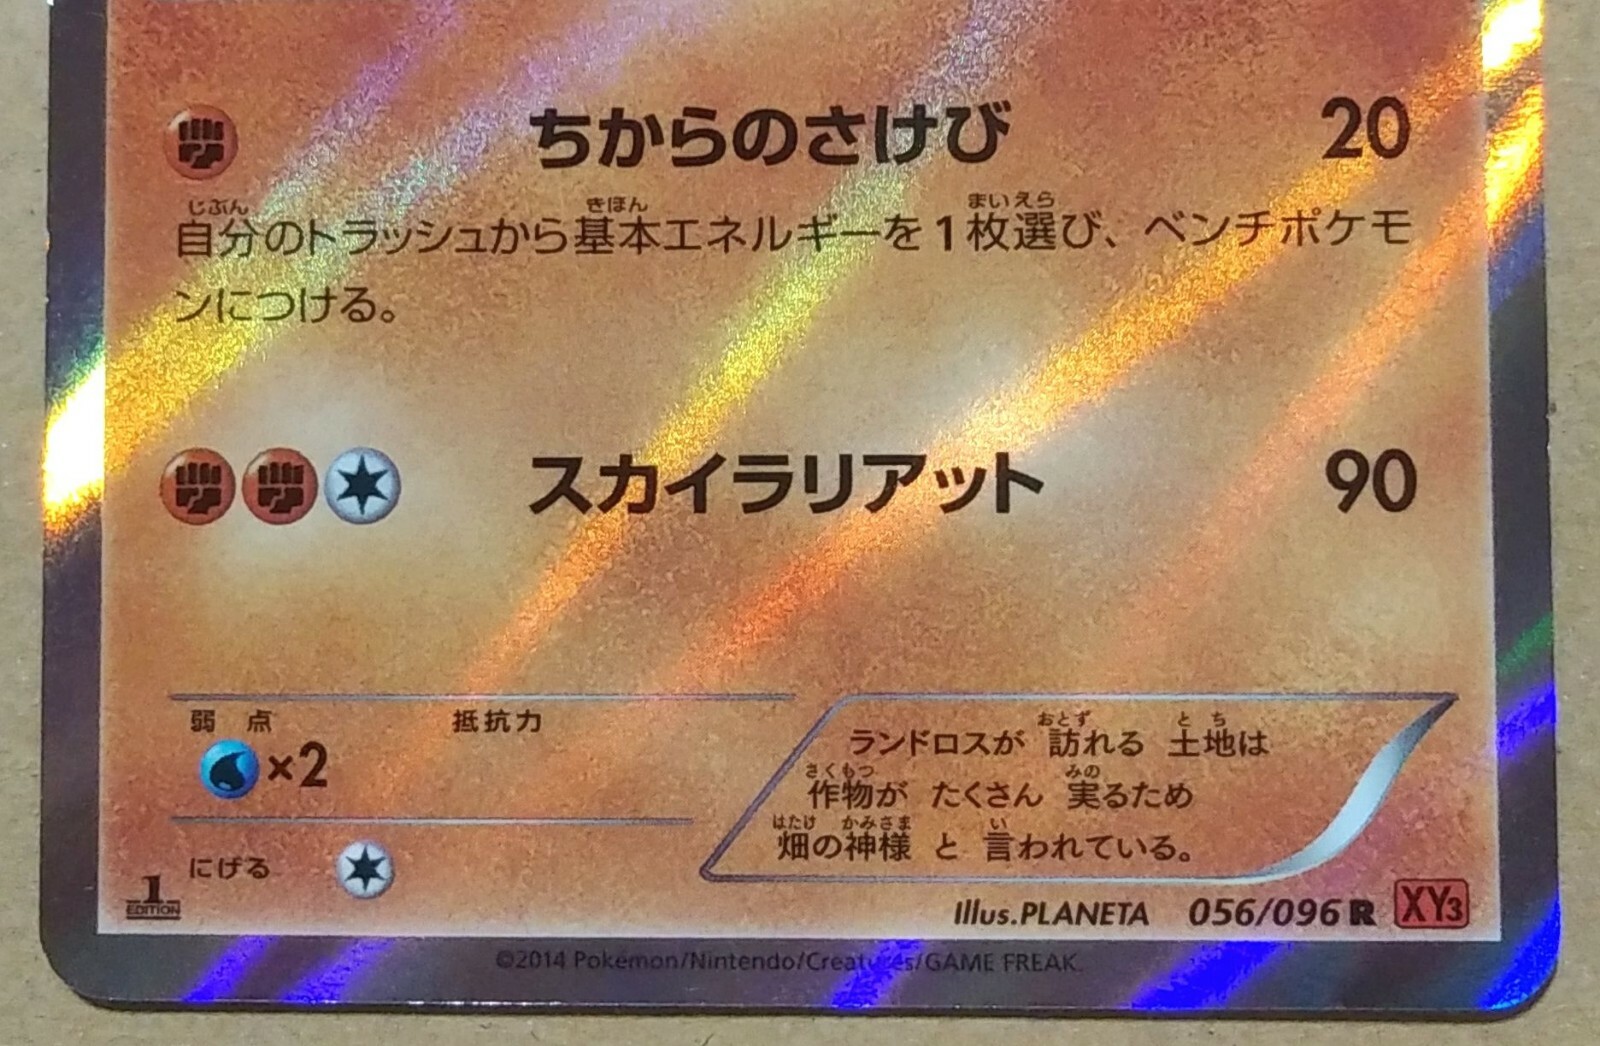 ちからのさけび 20
じぶん きほん まいえら
自分のトラッシュから基本エネルギーを1枚選び、ベンチポケモ
ンにつける。
スカイラリアット 90
弱点 抵抗力
×2
にげる
おとず とち
ランドロスが 訪れる 土地は
さくもつ みの
作物が たくさん 実るため
はたけ かみさま い
畑の神様 と 言われている。
1 EDITION
Illus.PLANETA 056/096 R XY3
©2014 Pokémon/Nintendo/Creatures/GAME FREAK.